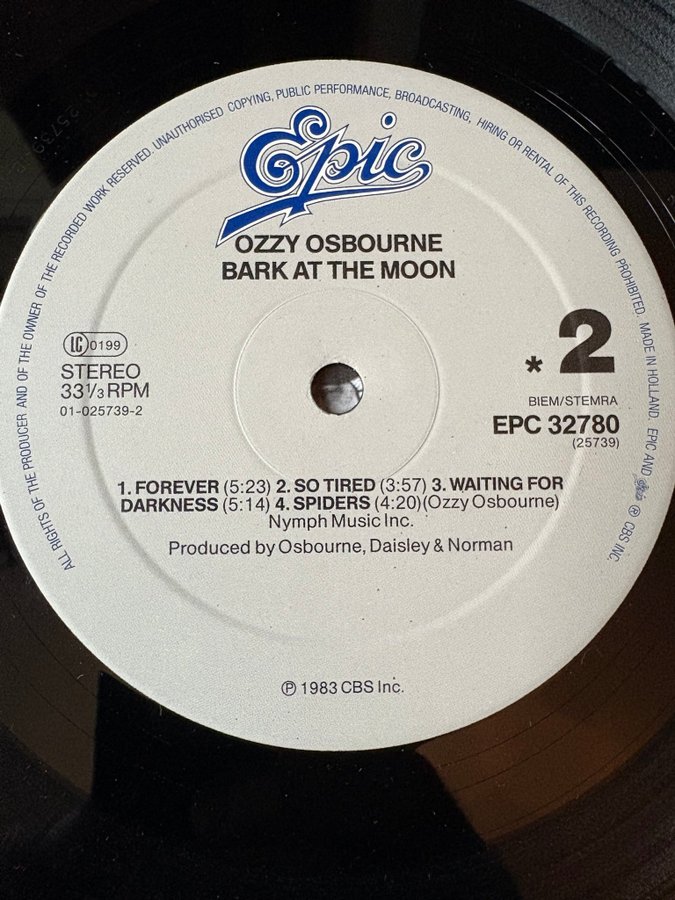 ALL RIGHTS OF THE PRODUCER AND OF THE OWNER OF THE RECORDED WORK RESERVED. UNAUTHORISED COPYING, PUBLIC PERFORMANCE, BROADCASTING, HIRING OR RENTAL OF THIS RECORDING PROHIBITED. MADE IN HOLLAND. EPIC AND Epic ® CBS INC.
Epic
OZZY OSBOURNE
BARK AT THE MOON
LC 0199
STEREO
33 1/3 RPM
01-025739-2
* 2
BIEM/STEMRA
EPC 32780
(25739)
1. FOREVER (5:23) 2. SO TIRED (3:57) 3. WAITING FOR
DARKNESS (5:14) 4. SPIDERS (4:20)(Ozzy Osbourne)
Nymph Music Inc.
Produced by Osbourne, Daisley & Norman
℗ 1983 CBS Inc.